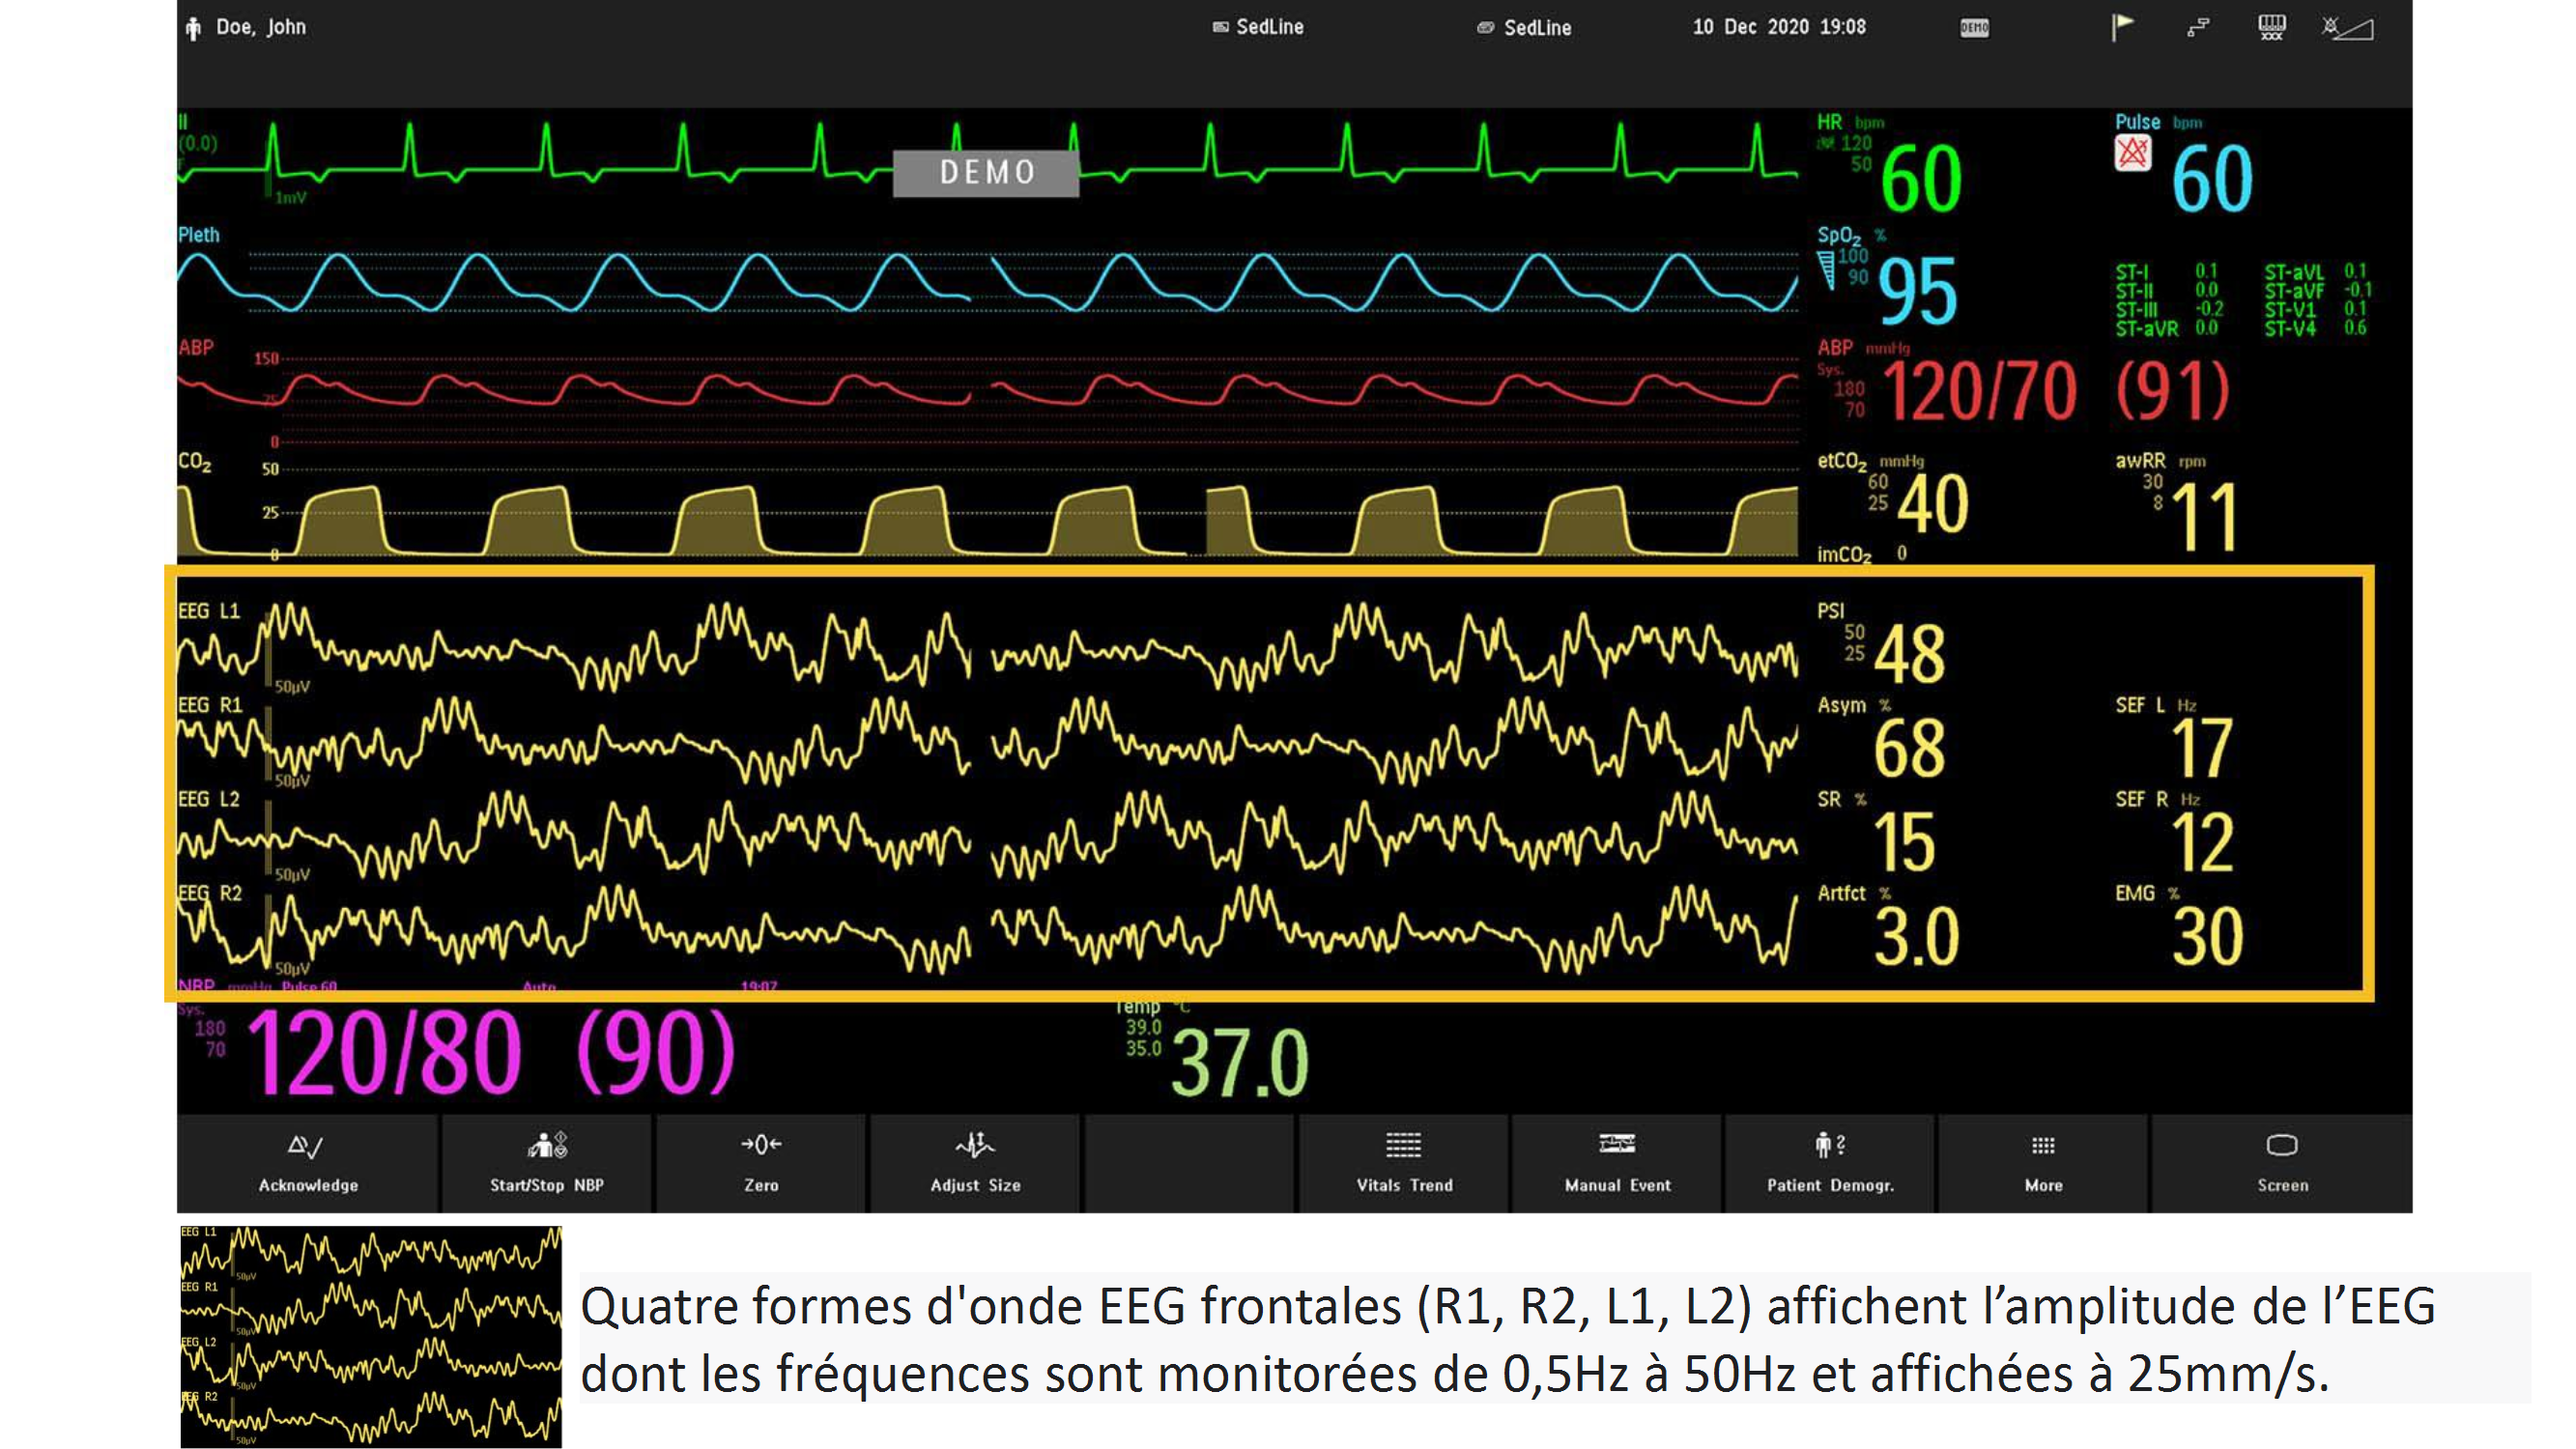 Doe, John
SedLine
SedLine
10 Dec 2020 19:08
DEMO
II
(0.0)
1mV
DEMO
HR bpm
120
50
60
Pulse bpm
60
Pleth
SpO₂ %
100
90
95
ST-I 0.1 ST-aVL 0.1
ST-II 0.0 ST-aVF -0.1
ST-III -0.2 ST-V1 0.1
ST-aVR 0.0 ST-V4 0.6
ABP
150
75
0
ABP mmHg
Sys.
180
70
120/70 (91)
CO₂
50
25
0
etCO₂ mmHg
60
25
40
imCO₂ 0
awRR rpm
30
8
11
EEG L1
50µV
PSI
50
25
48
EEG R1
50µV
Asym %
68
SEF L Hz
17
EEG L2
50µV
SR %
15
SEF R Hz
12
EEG R2
50µV
Artfct %
3.0
EMG %
30
NBP mmHg Pulse 60 Auto 19:07
Sys.
180
70
120/80 (90)
Temp °C
39.0
35.0
37.0
Acknowledge
Start/Stop NBP
Zero
Adjust Size
Vitals Trend
Manual Event
Patient Demogr.
More
Screen
EEG L1
50µV
EEG R1
50µV
EEG L2
50µV
EEG R2
50µV
Quatre formes d'onde EEG frontales (R1, R2, L1, L2) affichent l’amplitude de l’EEG
dont les fréquences sont monitorées de 0,5Hz à 50Hz et affichées à 25mm/s.